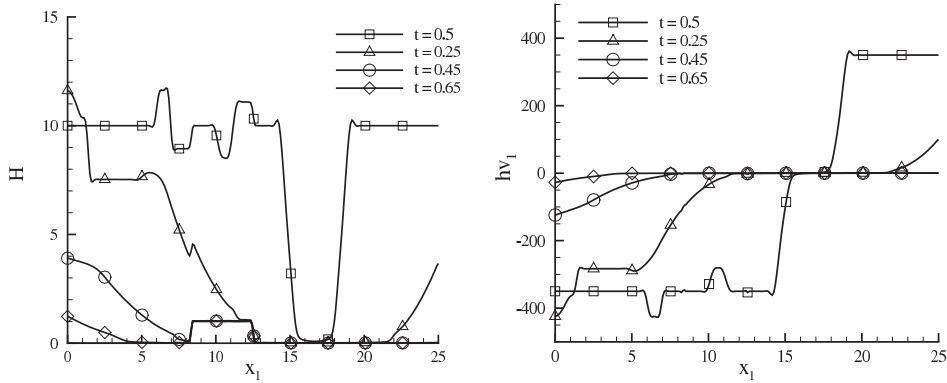 15
10
5
0
H
0 5 10 15 20 25
x1
t = 0.5
t = 0.25
t = 0.45
t = 0.65
400
200
0
-200
-400
hv1
0 5 10 15 20 25
x1
t = 0.5
t = 0.25
t = 0.45
t = 0.65